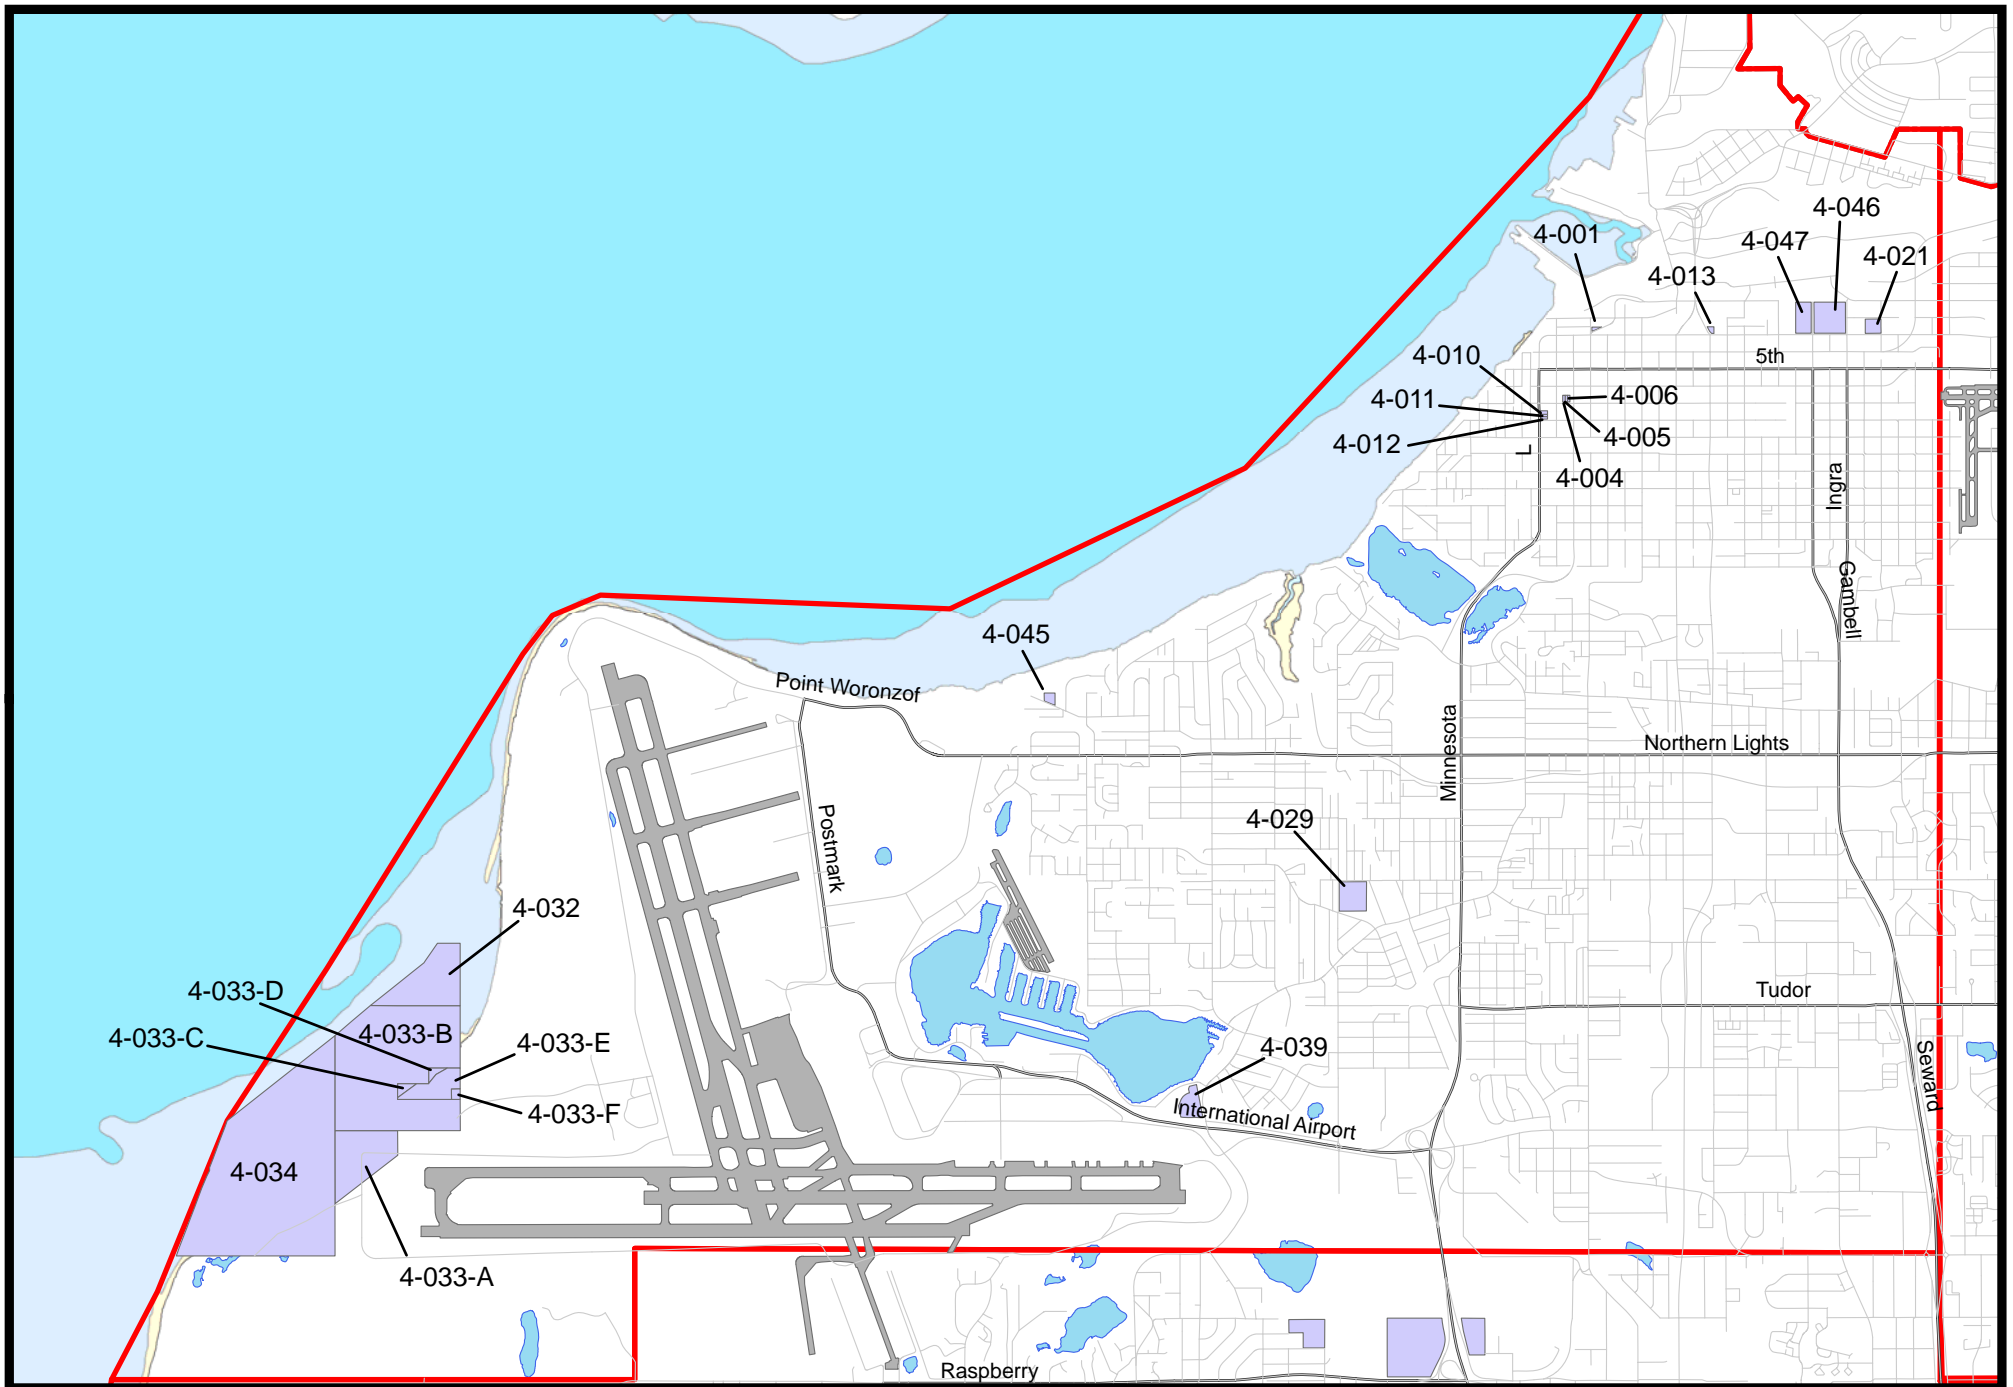 4-046
4-001
4-047
4-021
4-013
5th
4-010
4-006
4-011
4-005
4-012
L
4-004
Ingra
Gambell
4-045
Point Woronzof
Minnesota
Northern Lights
Postmark
4-029
4-032
4-033-D
4-033-B
4-033-C
4-033-E
4-033-F
Tudor
4-039
Seward
International Airport
4-034
4-033-A
Raspberry